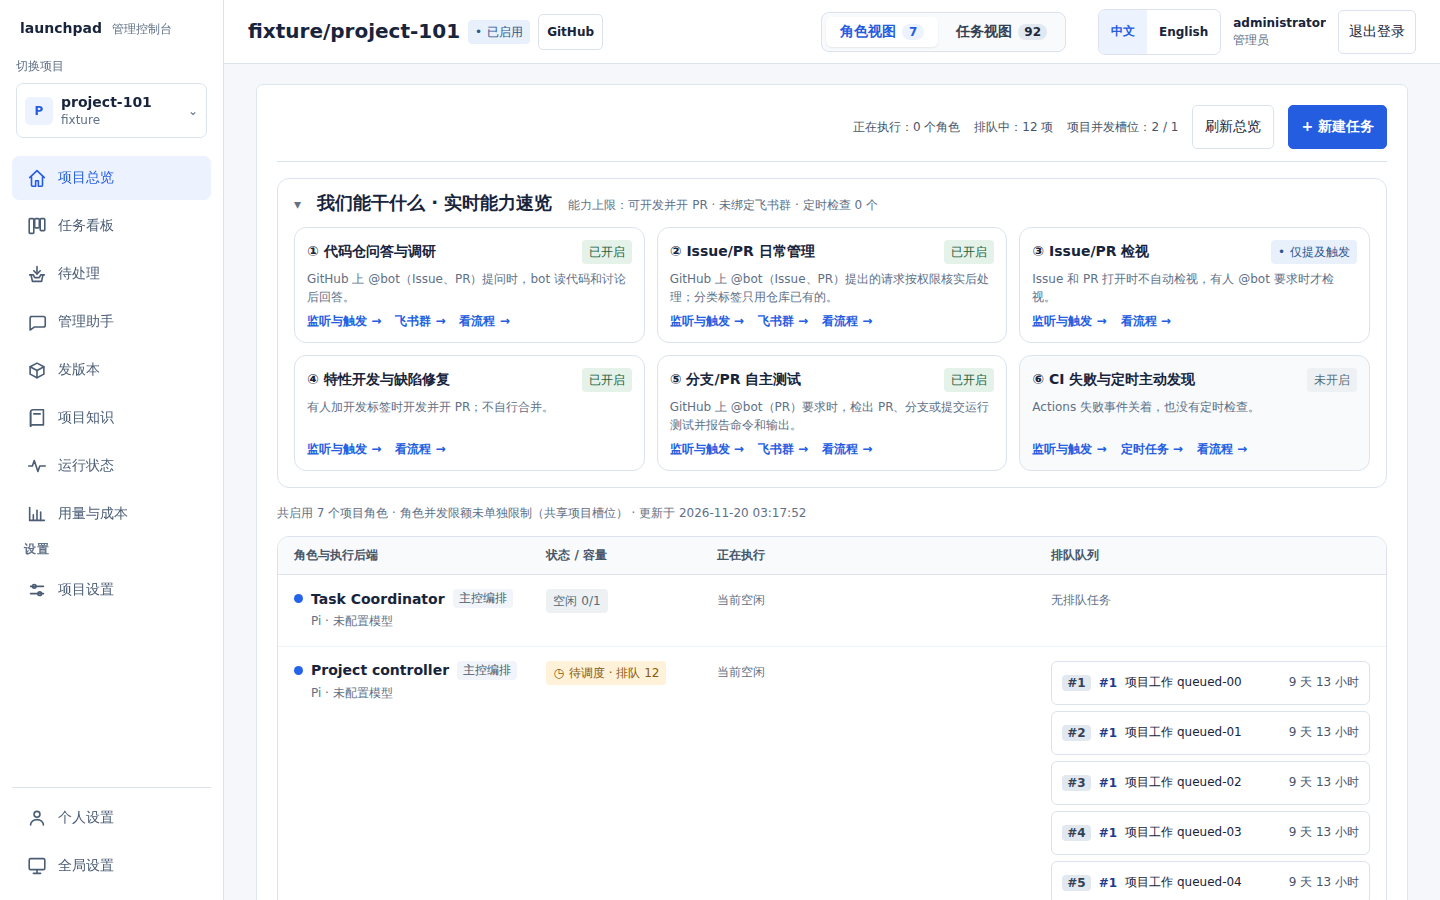 launchpad 管理控制台
切换项目
P project-101
fixture
项目总览
任务看板
待处理
管理助手
发版本
项目知识
运行状态
用量与成本
设置
项目设置
个人设置
全局设置
fixture/project-101 • 已启用 GitHub
角色视图 7 任务视图 92
中文 English
administrator
管理员
退出登录
正在执行：0 个角色 排队中：12 项 项目并发槽位：2 / 1 刷新总览 + 新建任务
▾ 我们能干什么 · 实时能力速览 能力上限：可开发并开 PR · 未绑定飞书群 · 定时检查 0 个
① 代码仓问答与调研 已开启
GitHub 上 @bot（Issue、PR）提问时，bot 读代码和讨论
后回答。
监听与触发 → 飞书群 → 看流程 →
② Issue/PR 日常管理 已开启
GitHub 上 @bot（Issue、PR）提出的请求按权限核实后处
理；分类标签只用仓库已有的。
监听与触发 → 飞书群 → 看流程 →
③ Issue/PR 检视 • 仅提及触发
Issue 和 PR 打开时不自动检视，有人 @bot 要求时才检
视。
监听与触发 → 看流程 →
④ 特性开发与缺陷修复 已开启
有人加开发标签时开发并开 PR；不自行合并。
监听与触发 → 看流程 →
⑤ 分支/PR 自主测试 已开启
GitHub 上 @bot（PR）要求时，检出 PR、分支或提交运行
测试并报告命令和输出。
监听与触发 → 飞书群 → 看流程 →
⑥ CI 失败与定时主动发现 未开启
Actions 失败事件关着，也没有定时检查。
监听与触发 → 定时任务 → 看流程 →
共启用 7 个项目角色 · 角色并发限额未单独限制（共享项目槽位） · 更新于 2026-11-20 03:17:52
角色与执行后端 状态 / 容量 正在执行 排队队列
Task Coordinator 主控编排 空闲 0/1 当前空闲 无排队任务
Pi · 未配置模型
Project controller 主控编排 ◷ 待调度 · 排队 12 当前空闲
Pi · 未配置模型
#1 #1 项目工作 queued-00 9 天 13 小时
#2 #1 项目工作 queued-01 9 天 13 小时
#3 #1 项目工作 queued-02 9 天 13 小时
#4 #1 项目工作 queued-03 9 天 13 小时
#5 #1 项目工作 queued-04 9 天 13 小时